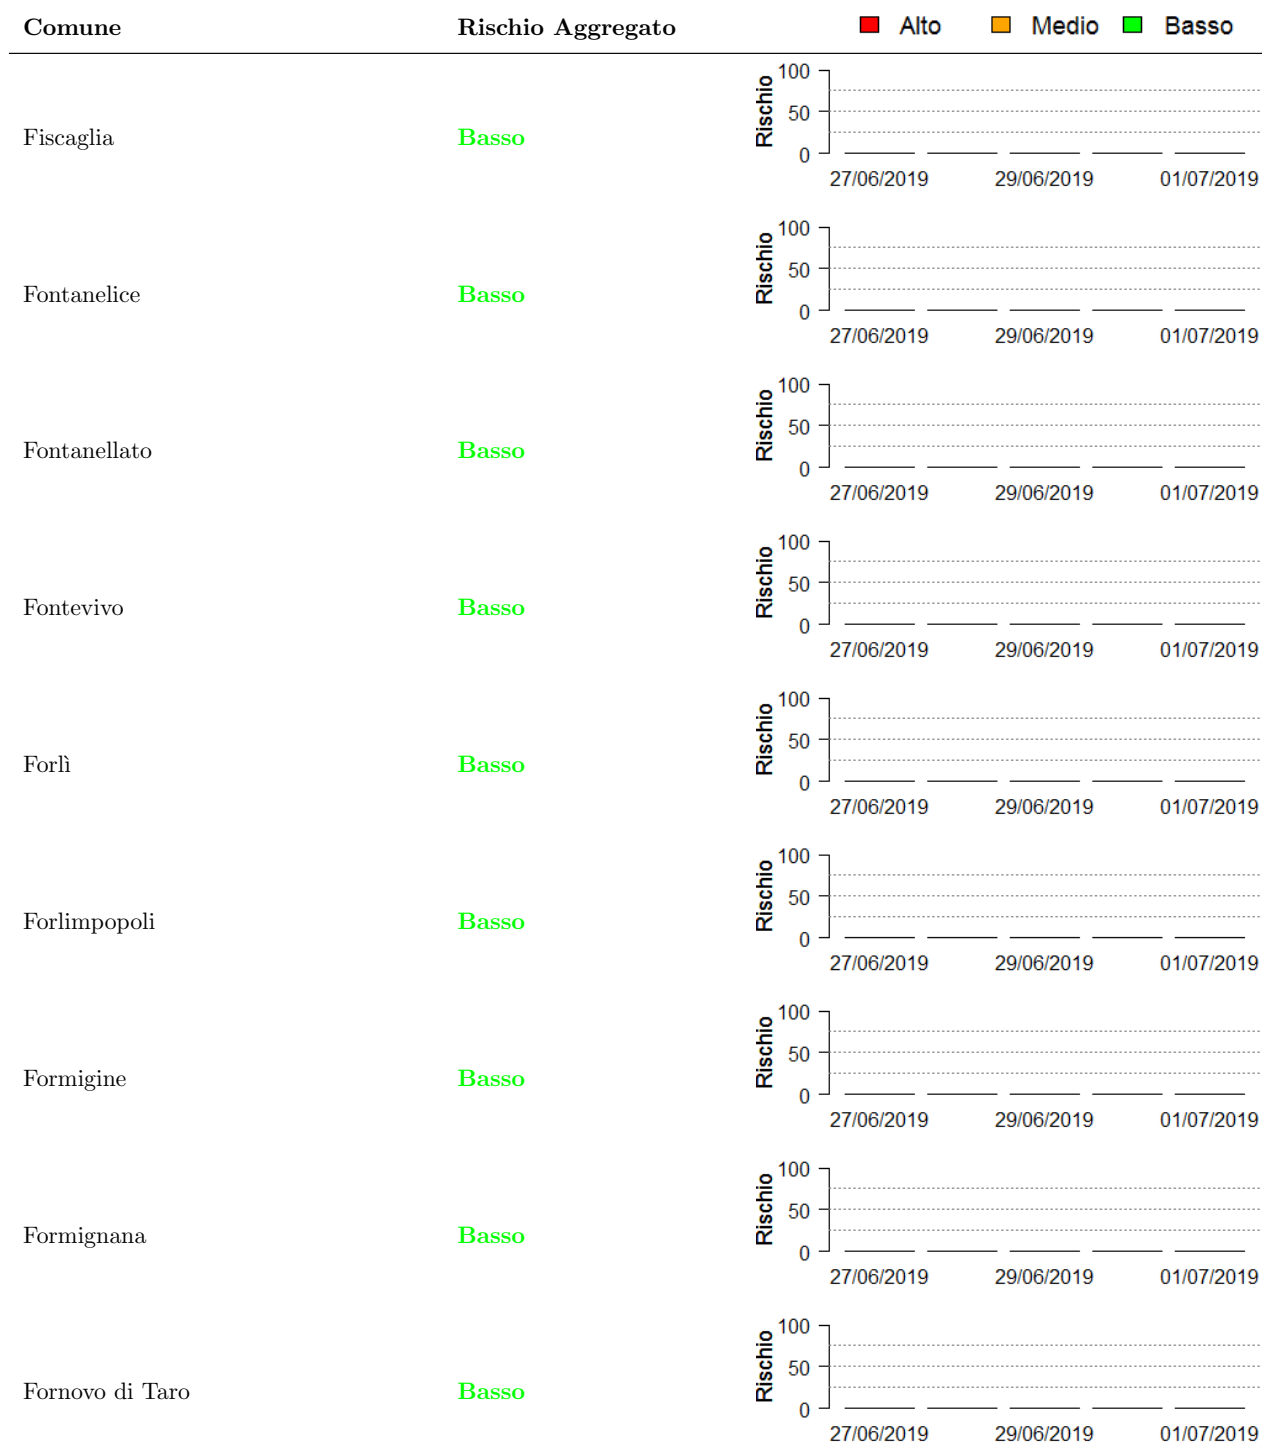 Comune Rischio Aggregato Alto Medio Basso
Fiscaglia Basso
Rischio
100
50
0
27/06/2019 29/06/2019 01/07/2019
Fontanelice Basso
Rischio
100
50
0
27/06/2019 29/06/2019 01/07/2019
Fontanellato Basso
Rischio
100
50
0
27/06/2019 29/06/2019 01/07/2019
Fontevivo Basso
Rischio
100
50
0
27/06/2019 29/06/2019 01/07/2019
Forlì Basso
Rischio
100
50
0
27/06/2019 29/06/2019 01/07/2019
Forlimpopoli Basso
Rischio
100
50
0
27/06/2019 29/06/2019 01/07/2019
Formigine Basso
Rischio
100
50
0
27/06/2019 29/06/2019 01/07/2019
Formignana Basso
Rischio
100
50
0
27/06/2019 29/06/2019 01/07/2019
Fornovo di Taro Basso
Rischio
100
50
0
27/06/2019 29/06/2019 01/07/2019